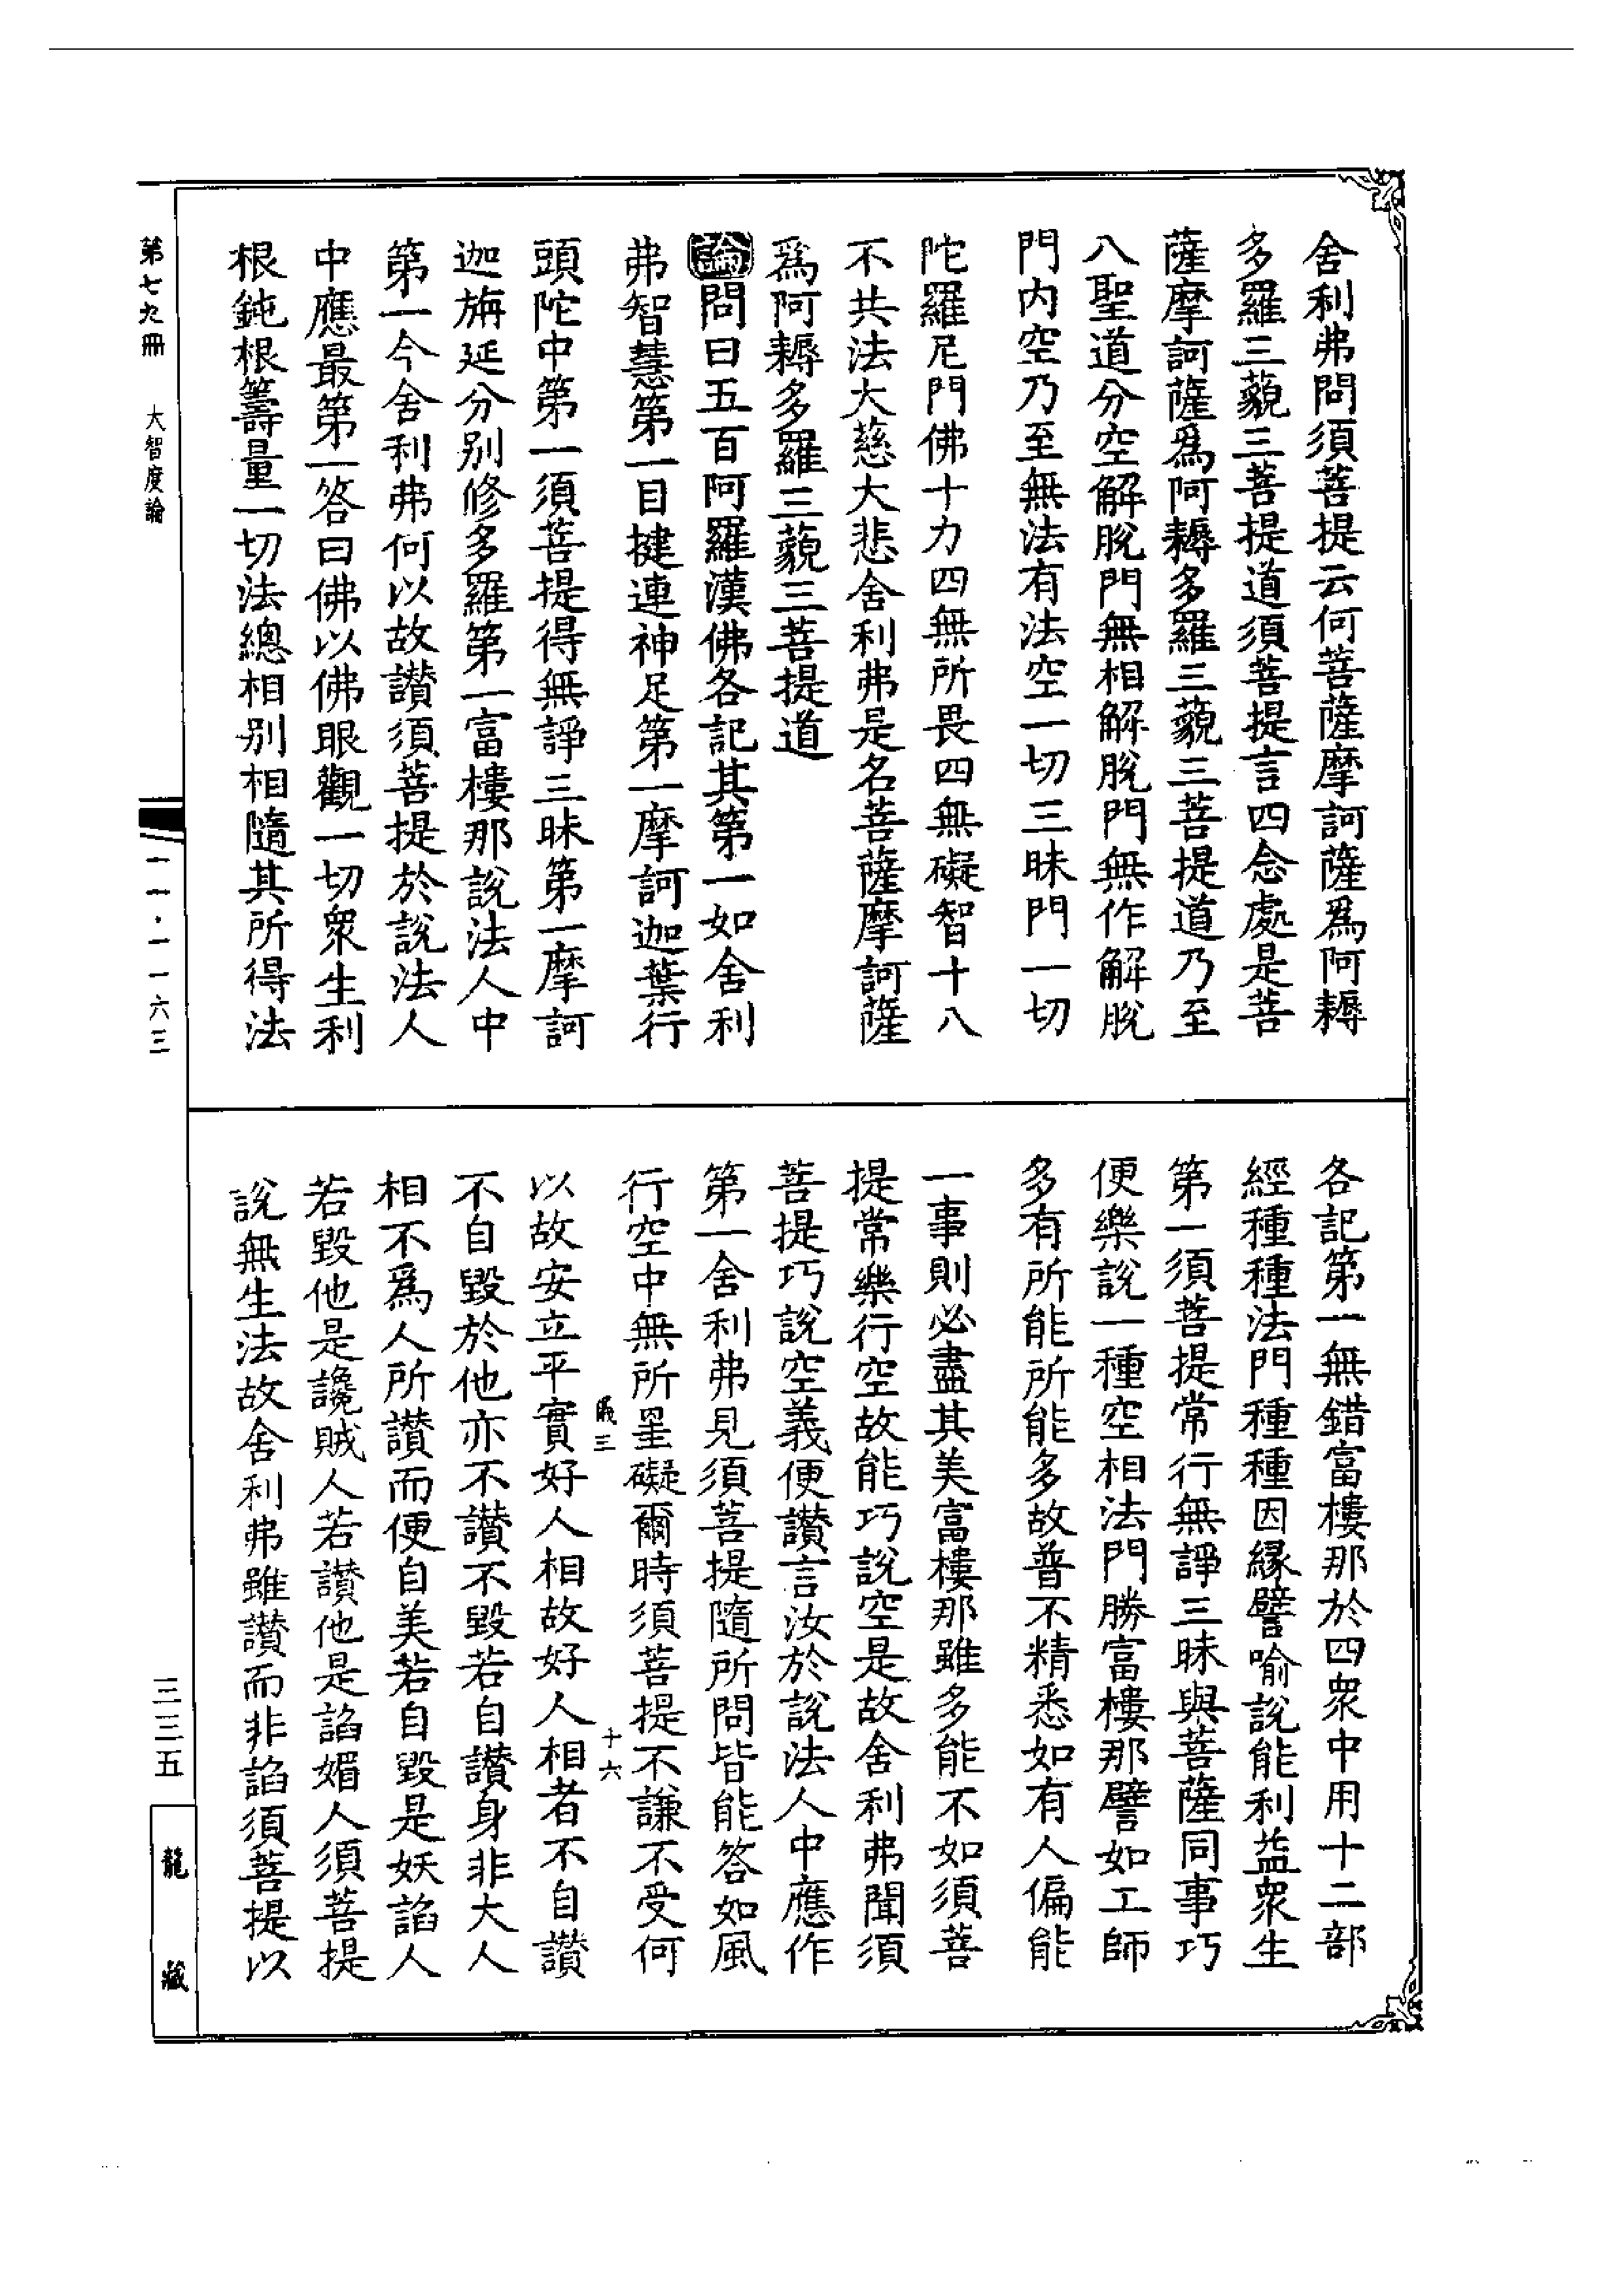 舍利弗問須菩提云何菩薩摩訶薩爲阿耨
多羅三藐三菩提道須菩提言四念處是菩
薩摩訶薩爲阿耨多羅三藐三菩提道乃至
八聖道分空解脫門無相解脫門無作解脫
門內空乃至無法有法空一切三昧門一切
陀羅尼門佛十力四無所畏四無礙智十八
不共法大慈大悲舍利弗是名菩薩摩訶薩
爲阿耨多羅三藐三菩提道
論問曰五百阿羅漢佛各記其第一如舍利
弗智慧第一目揵連神足第一摩訶迦葉行
頭陀中第一須菩提得無諍三昧第一摩訶
迦旃延分別修多羅第一富樓那說法人中
第一今舍利弗何以故讚須菩提於說法人
中應最第一答曰佛以佛眼觀一切衆生利
根鈍根籌量一切法總相別相隨其所得法
各記第一無錯富樓那於四衆中用十二部
經種種法門種種因緣譬喻說能利益衆生
第一須菩提常行無諍三昧與菩薩同事巧
便樂說一種空相法門勝富樓那譬如工師
多有所能所能多故普不精悉如有人偏能
一事則必盡其美富樓那雖多能不如須菩
提常樂行空故能巧說空是故舍利弗聞須
菩提巧說空義便讚言汝於說法人中應作
第一舍利弗見須菩提隨所問皆能答如風
行空中無所罣礙爾時須菩提不謙不受何
三 十六
以故安立平實好人相故好人相者不自讚
不自毀於他亦不讚不毀若自讚身非大人
相不爲人所讚而便自美若自毀是妖諂人
若毀他是讒賊人若讚他是諂媚人須菩提
說無生法故舍利弗雖讚而非諂須菩提以
第七九冊 大智度論
一一·一一六三
三三五
龍藏